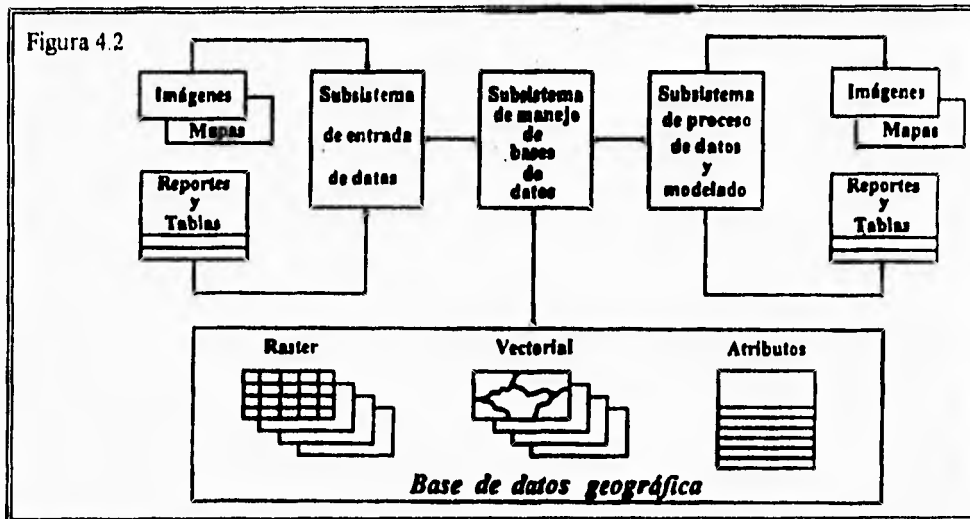 Figura 4.2
Imágenes
Mapas
Reportes
y
Tablas
Subsistema
de entrada
de datos
Subsistema
de manejo
de
bases
de
datos
Subsistema
de proceso
de datos
y
modelado
Imágenes
Mapas
Reportes
y
Tablas
Raster
Vectorial
Atributos
Base de datos geográfica